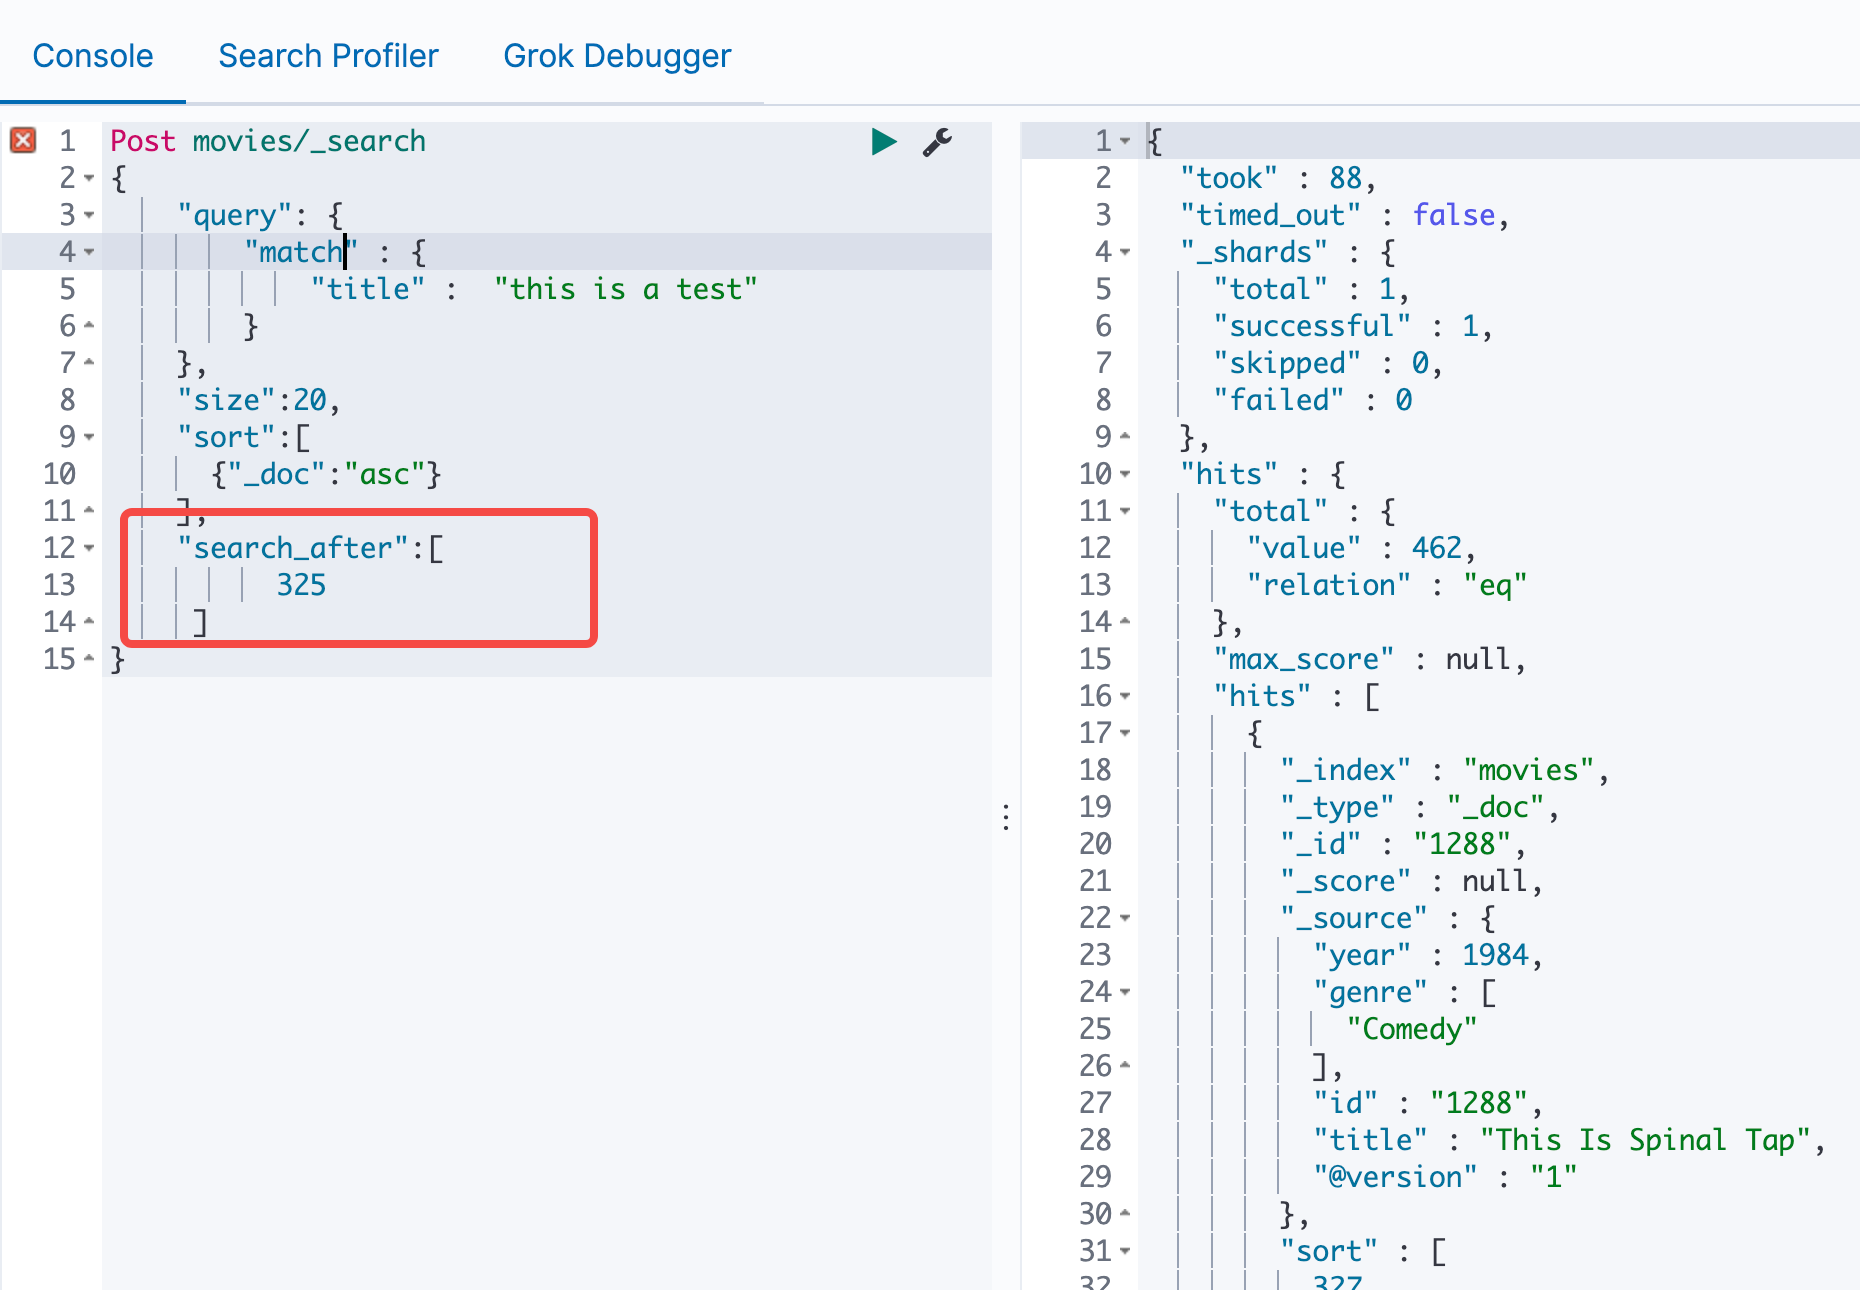 Console Search Profiler Grok Debugger
1 Post movies/_search
2 {
3 "query": {
4 "match" : {
5 "title" : "this is a test"
6 }
7 },
8 "size":20,
9 "sort":[
10 {"_doc":"asc"}
11 ],
12 "search_after":[
13 325
14 ]
15 }
1 {
2 "took" : 88,
3 "timed_out" : false,
4 "_shards" : {
5 "total" : 1,
6 "successful" : 1,
7 "skipped" : 0,
8 "failed" : 0
9 },
10 "hits" : {
11 "total" : {
12 "value" : 462,
13 "relation" : "eq"
14 },
15 "max_score" : null,
16 "hits" : [
17 {
18 "_index" : "movies",
19 "_type" : "_doc",
20 "_id" : "1288",
21 "_score" : null,
22 "_source" : {
23 "year" : 1984,
24 "genre" : [
25 "Comedy"
26 ],
27 "id" : "1288",
28 "title" : "This Is Spinal Tap",
29 "@version" : "1"
30 },
31 "sort" : [
32 327